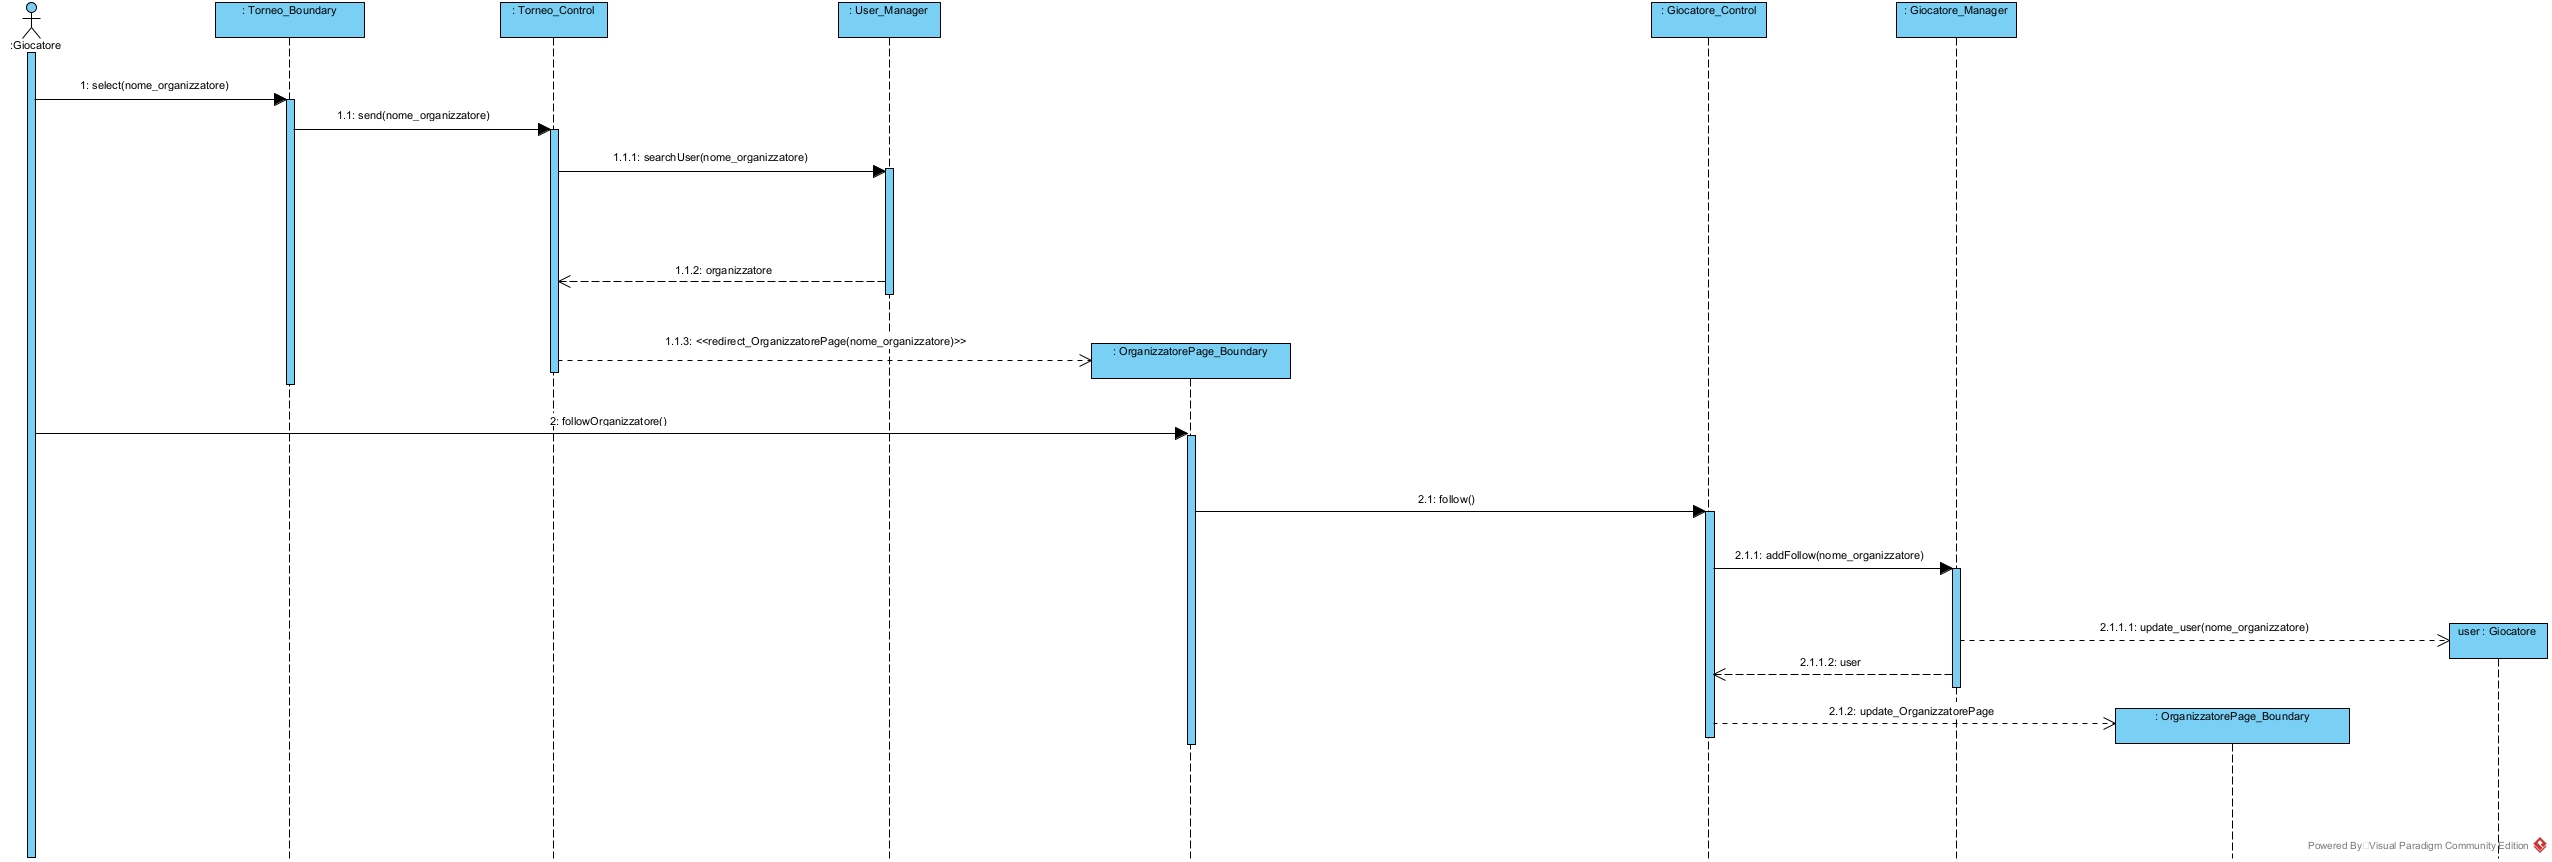 : Torneo_Boundary
: Torneo_Control
: User_Manager
: Giocatore_Control
: Giocatore_Manager
:Giocatore
1: select(nome_organizzatore)
1.1: send(nome_organizzatore)
1.1.1: searchUser(nome_organizzatore)
1.1.2: organizzatore
1.1.3: <<redirect_OrganizzatorePage(nome_organizzatore)>>
: OrganizzatorePage_Boundary
2: followOrganizzatore()
2.1: follow()
2.1.1: addFollow(nome_organizzatore)
2.1.1.1: update_user(nome_organizzatore)
user : Giocatore
2.1.1.2: user
2.1.2: update_OrganizzatorePage
: OrganizzatorePage_Boundary
Powered By Visual Paradigm Community Edition